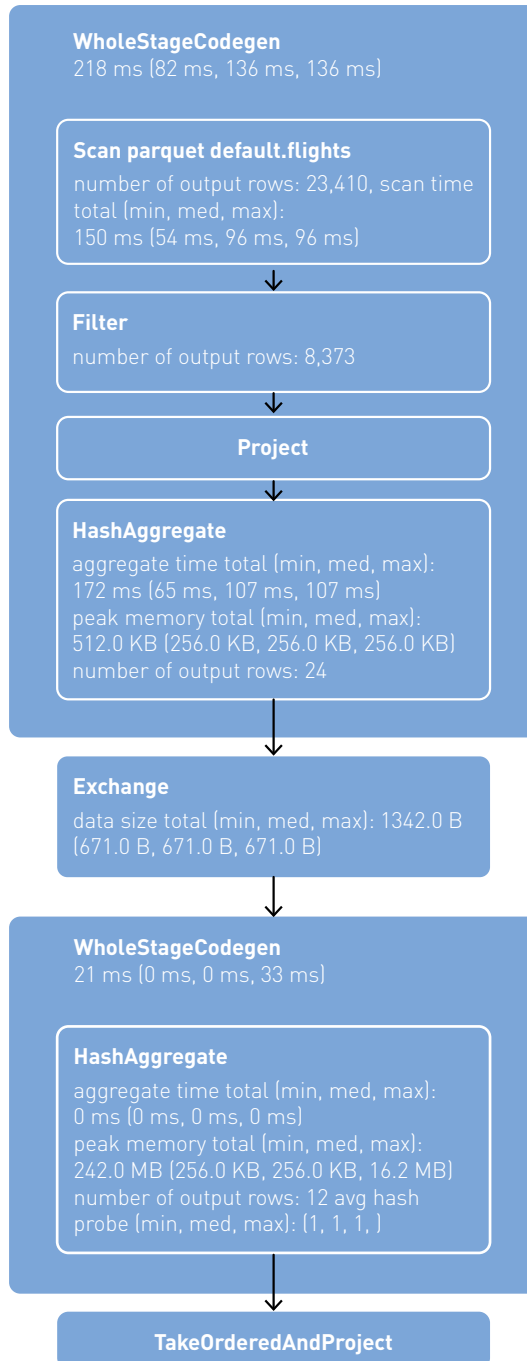 WholeStageCodegen
218 ms (82 ms, 136 ms, 136 ms)
Scan parquet default.flights
number of output rows: 23,410, scan time
total (min, med, max):
150 ms (54 ms, 96 ms, 96 ms)
Filter
number of output rows: 8,373
Project
HashAggregate
aggregate time total (min, med, max):
172 ms (65 ms, 107 ms, 107 ms)
peak memory total (min, med, max):
512.0 KB (256.0 KB, 256.0 KB, 256.0 KB)
number of output rows: 24
Exchange
data size total (min, med, max): 1342.0 B
(671.0 B, 671.0 B, 671.0 B)
WholeStageCodegen
21 ms (0 ms, 0 ms, 33 ms)
HashAggregate
aggregate time total (min, med, max):
0 ms (0 ms, 0 ms, 0 ms)
peak memory total (min, med, max):
242.0 MB (256.0 KB, 256.0 KB, 16.2 MB)
number of output rows: 12 avg hash
probe (min, med, max): (1, 1, 1, )
TakeOrderedAndProject